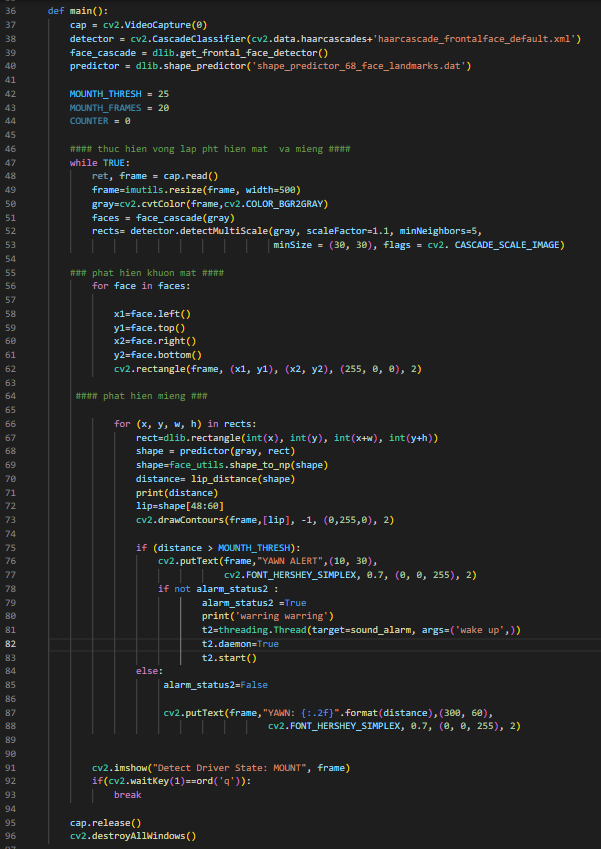 36 def main():
37 cap = cv2.VideoCapture(0)
38 detector = cv2.CascadeClassifier(cv2.data.haarcascades+'haarcascade_frontalface_default.xml')
39 face_cascade = dlib.get_frontal_face_detector()
40 predictor = dlib.shape_predictor('shape_predictor_68_face_landmarks.dat')
41
42 MOUNTH_THRESH = 25
43 MOUNTH_FRAMES = 20
44 COUNTER = 0
45
46 #### thuc hien vong lap pht hien mat  va mieng ####
47 while TRUE:
48 ret, frame = cap.read()
49 frame=imutils.resize(frame, width=500)
50 gray=cv2.cvtColor(frame,cv2.COLOR_BGR2GRAY)
51 faces = face_cascade(gray)
52 rects= detector.detectMultiScale(gray, scaleFactor=1.1, minNeighbors=5,
53 minSize = (30, 30), flags = cv2. CASCADE_SCALE_IMAGE)
54
55 ### phat hien khuon mat ####
56 for face in faces:
57
58 x1=face.left()
59 y1=face.top()
60 x2=face.right()
61 y2=face.bottom()
62 cv2.rectangle(frame, (x1, y1), (x2, y2), (255, 0, 0), 2)
63
64 #### phat hien mieng ###
65
66 for (x, y, w, h) in rects:
67 rect=dlib.rectangle(int(x), int(y), int(x+w), int(y+h))
68 shape = predictor(gray, rect)
69 shape=face_utils.shape_to_np(shape)
70 distance= lip_distance(shape)
71 print(distance)
72 lip=shape[48:60]
73 cv2.drawContours(frame,[lip], -1, (0,255,0), 2)
74
75 if (distance > MOUNTH_THRESH):
76 cv2.putText(frame,"YAWN ALERT",(10, 30),
77 cv2.FONT_HERSHEY_SIMPLEX, 0.7, (0, 0, 255), 2)
78 if not alarm_status2 :
79 alarm_status2 =True
80 print('warring warring')
81 t2=threading.Thread(target=sound_alarm, args=('wake up',))
82 t2.daemon=True
83 t2.start()
84 else:
85 alarm_status2=False
86
87 cv2.putText(frame,"YAWN: {:.2f}".format(distance),(300, 60),
88 cv2.FONT_HERSHEY_SIMPLEX, 0.7, (0, 0, 255), 2)
89
90
91 cv2.imshow("Detect Driver State: MOUNT", frame)
92 if(cv2.waitKey(1)==ord('q')):
93 break
94
95 cap.release()
96 cv2.destroyAllWindows()